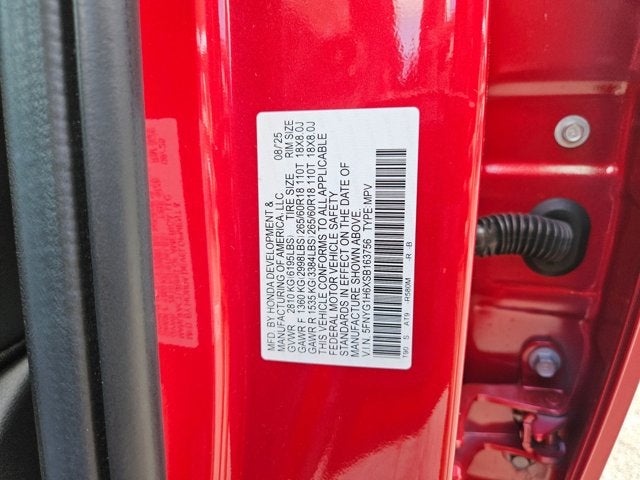 MFD. BY HONDA DEVELOPMENT & 08/25
MANUFACTURING OF AMERICA, LLC
GVWR 2810 KG(6195LBS) TIRE SIZE RIM SIZE
GAWR F 1360 KG(2998LBS) 265/60R18 110T 18X8.0J
GAWR R 1535 KG(3384LBS) 265/60R18 110T 18X8.0J
THIS VEHICLE CONFORMS TO ALL APPLICABLE
FEDERAL MOTOR VEHICLE SAFETY
STANDARDS IN EFFECT ON THE DATE OF
MANUFACTURE SHOWN ABOVE.
V.I.N. 5FNYG1H6XSB163756 TYPE:MPV
T90 S A19 -R580M -R -B